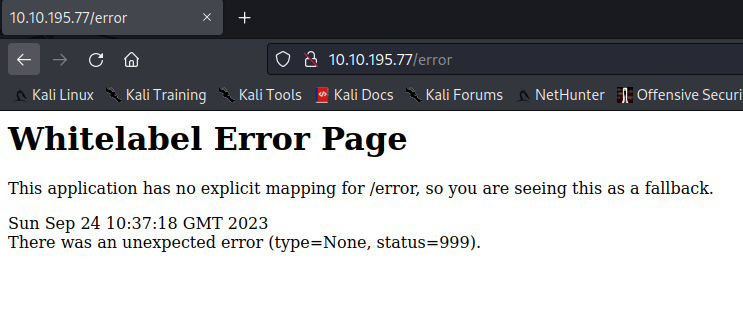 10.10.195.77/error
10.10.195.77/error
Kali Linux Kali Training Kali Tools Kali Docs Kali Forums NetHunter Offensive Securi
Whitelabel Error Page
This application has no explicit mapping for /error, so you are seeing this as a fallback.
Sun Sep 24 10:37:18 GMT 2023
There was an unexpected error (type=None, status=999).